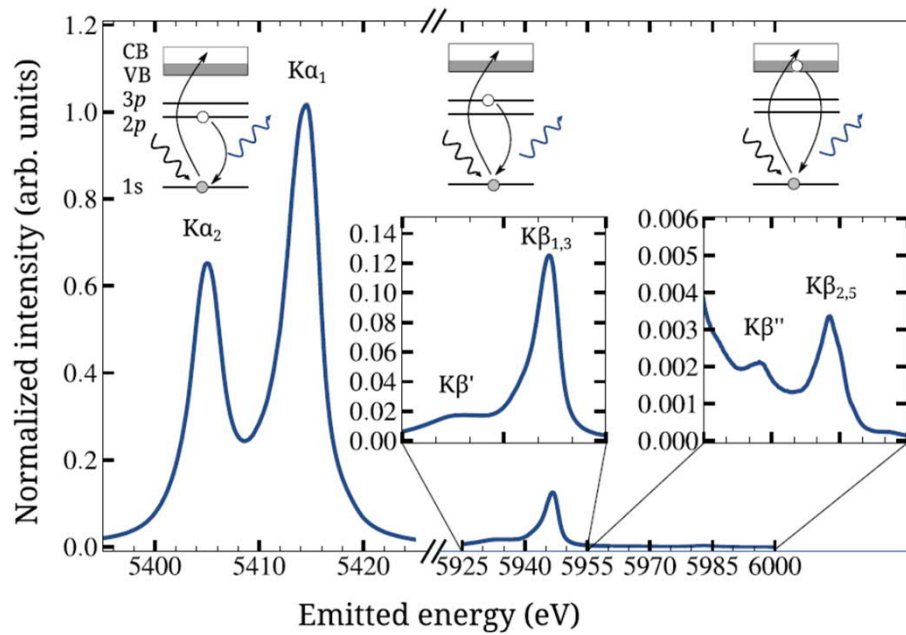 1.2
1.0
0.8
0.6
0.4
0.2
0.0
Normalized intensity (arb. units)
CB
VB
3p
2p
1s
Kα₁
Kα₂
0.14
0.12
0.10
0.08
0.06
0.04
0.02
0.00
Kβ₁,₃
Kβ'
0.006
0.005
0.004
0.003
0.002
0.001
0.000
Kβ''
Kβ₂,₅
5400 5410 5420 5925 5940 5955 5970 5985 6000
Emitted energy (eV)